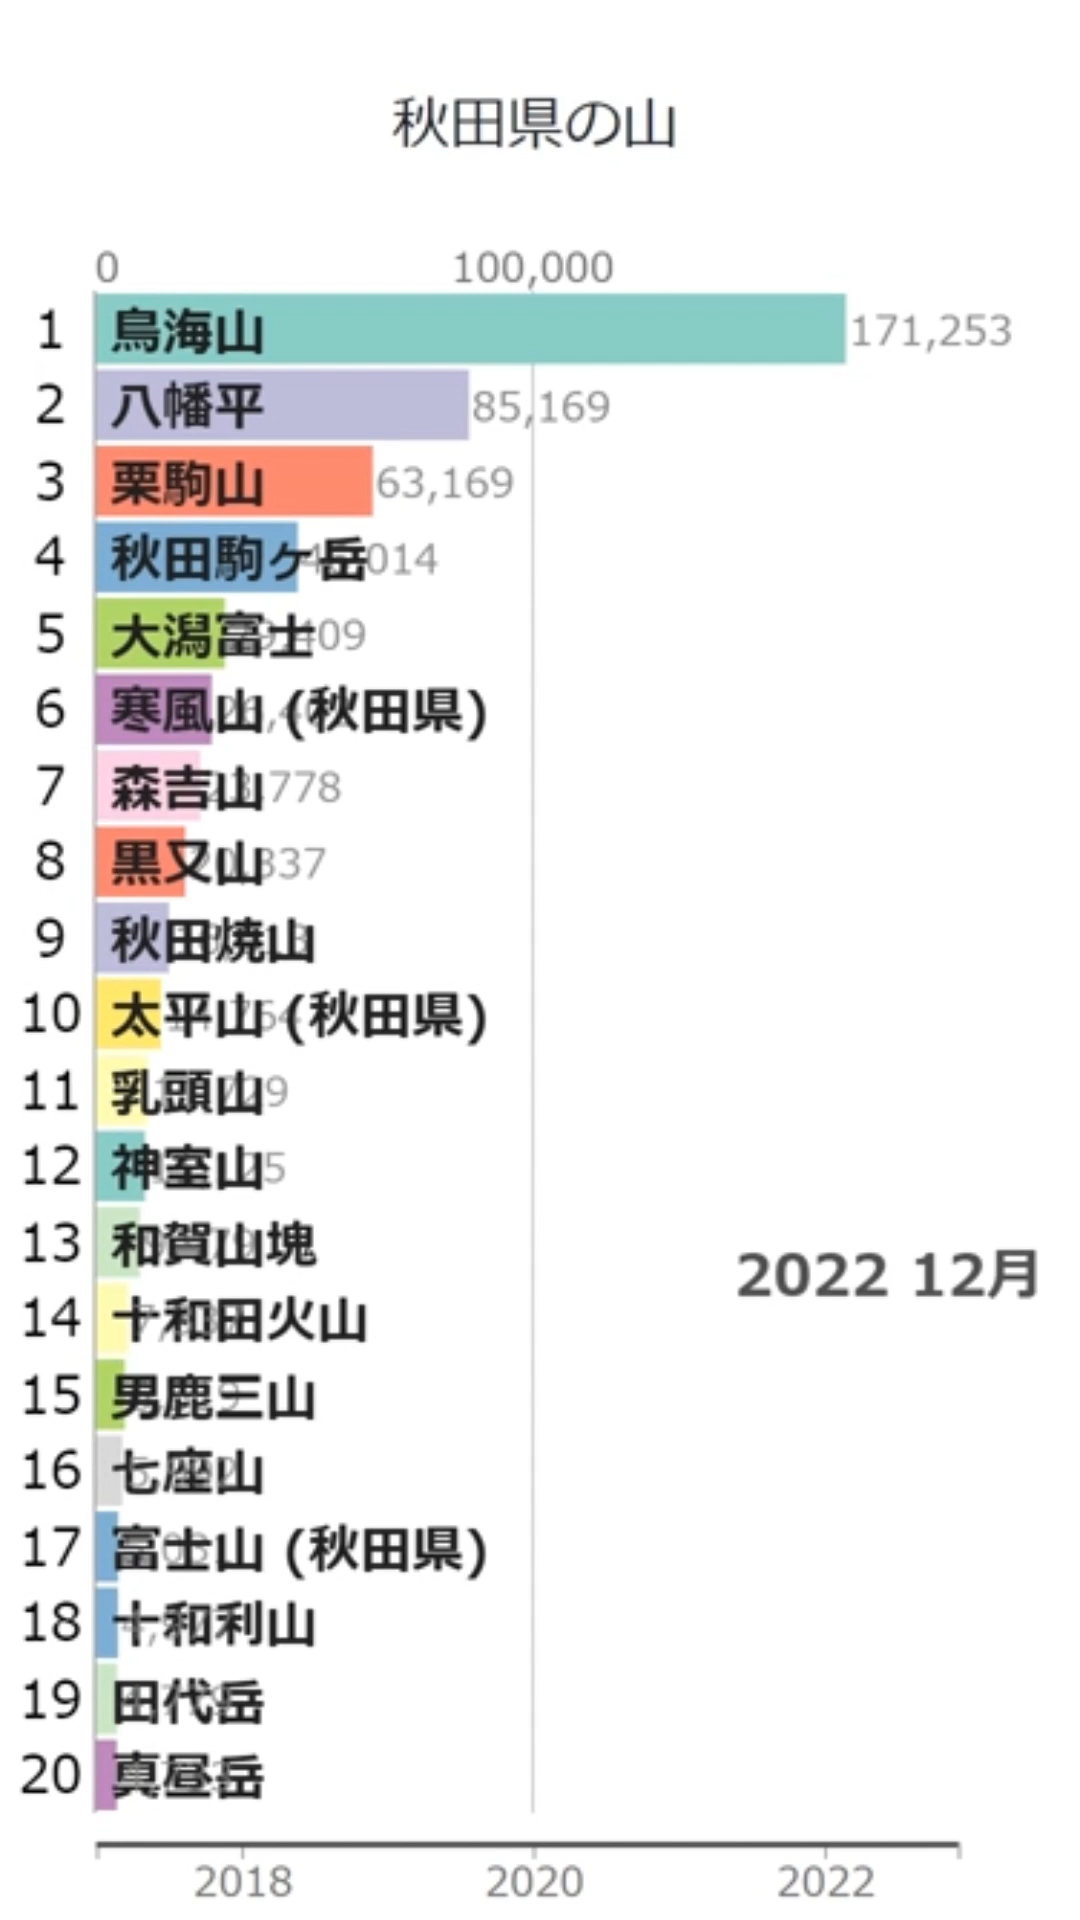 秋田県の山
0 100,000
1 鳥海山 171,253
2 八幡平 85,169
3 栗駒山 63,169
4 秋田駒ヶ岳
5 大潟富士
6 寒風山 (秋田県)
7 森吉山 23,778
8 黒又山 20,337
9 秋田焼山
10 太平山 (秋田県)
11 乳頭山
12 神室山
13 和賀山塊
14 十和田火山
15 男鹿三山
16 七座山
17 富士山 (秋田県)
18 十和利山
19 田代岳
20 真昼岳
2022 12月
2018 2020 2022